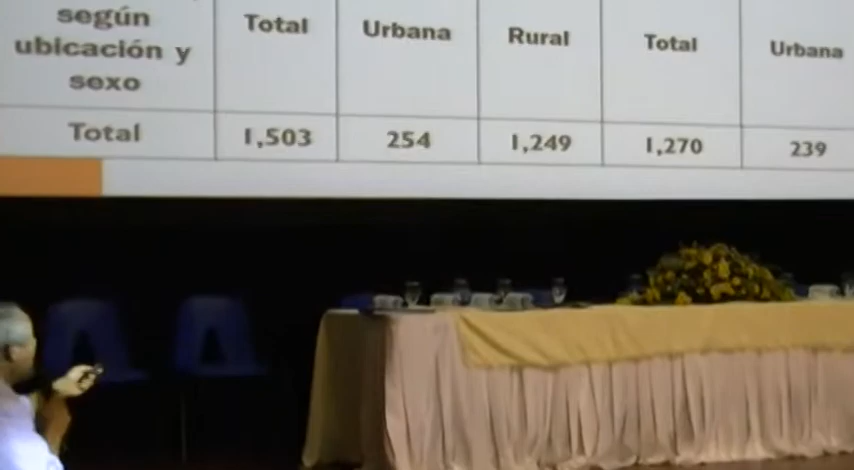 según
ubicación y
sexo
Total Urbana Rural Total Urbana
Total 1,503 254 1,249 1,270 239